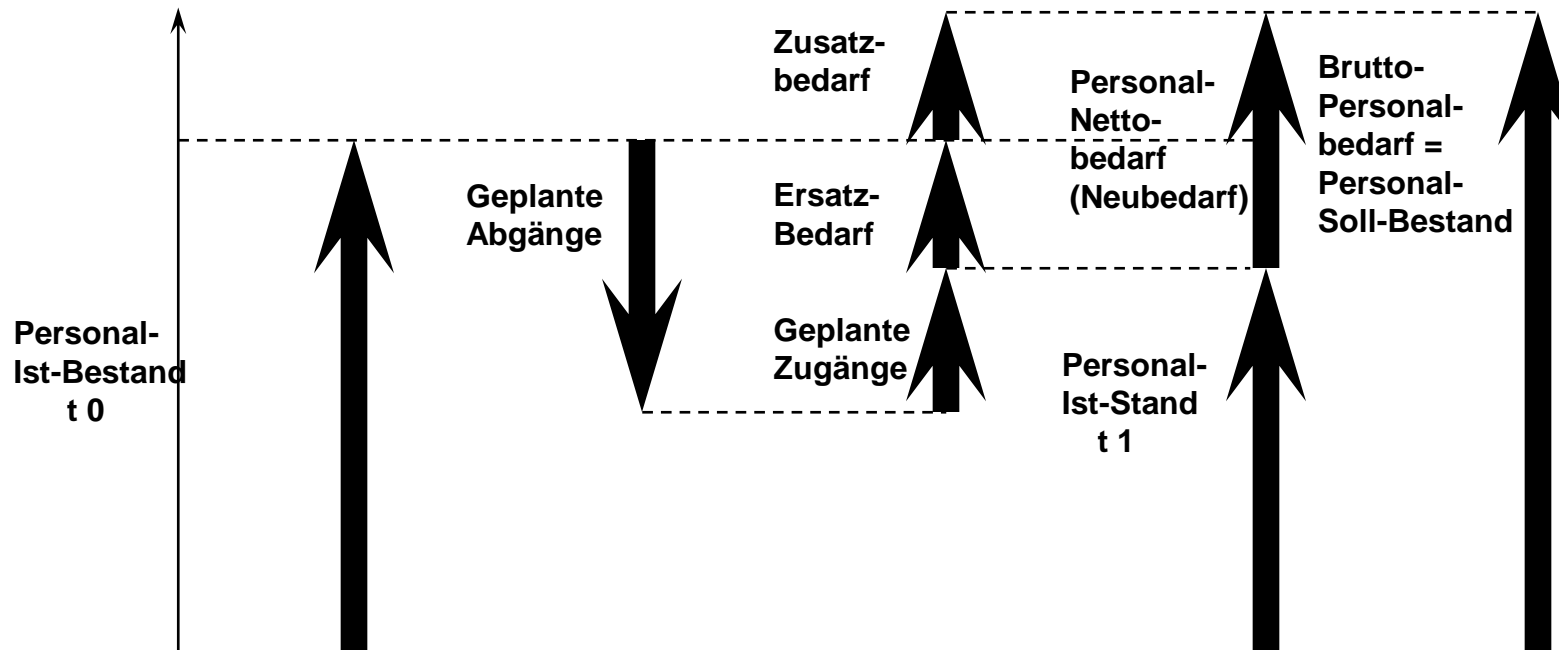 Personal-
Ist-Bestand
t 0
Geplante
Abgänge
Zusatz-
bedarf
Ersatz-
Bedarf
Geplante
Zugänge
Personal-
Netto-
bedarf
(Neubedarf)
Personal-
Ist-Stand
t 1
Brutto-
Personal-
bedarf =
Personal-
Soll-Bestand